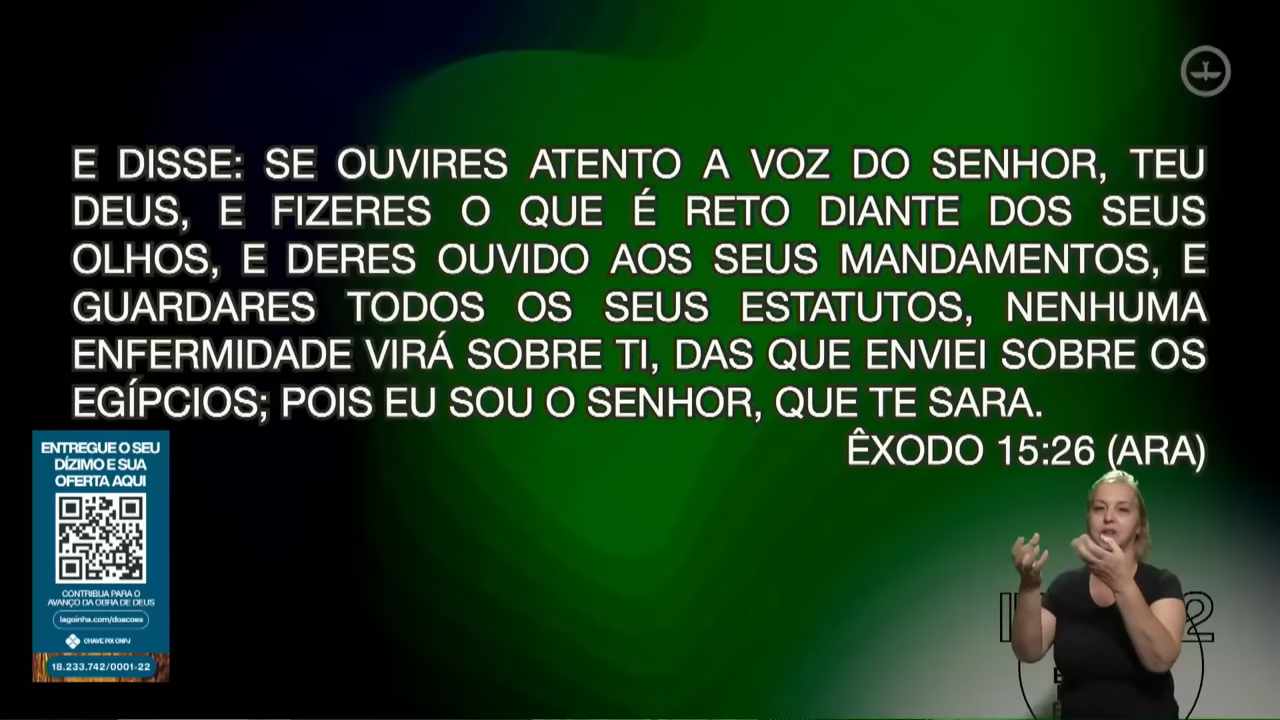 E DISSE: SE OUVIRES ATENTO A VOZ DO SENHOR, TEU
DEUS, E FIZERES O QUE É RETO DIANTE DOS SEUS
OLHOS, E DERES OUVIDO AOS SEUS MANDAMENTOS, E
GUARDARES TODOS OS SEUS ESTATUTOS, NENHUMA
ENFERMIDADE VIRÁ SOBRE TI, DAS QUE ENVIEI SOBRE OS
EGÍPCIOS; POIS EU SOU O SENHOR, QUE TE SARA.
ÊXODO 15:26 (ARA)
ENTREGUE O SEU
DÍZIMO E SUA
OFERTA AQUI
CONTRIBUA PARA O
AVANÇO DA OBRA DE DEUS
lagoinha.com/doacoes
CHAVE PIX CNPJ
18.233.742/0001-22